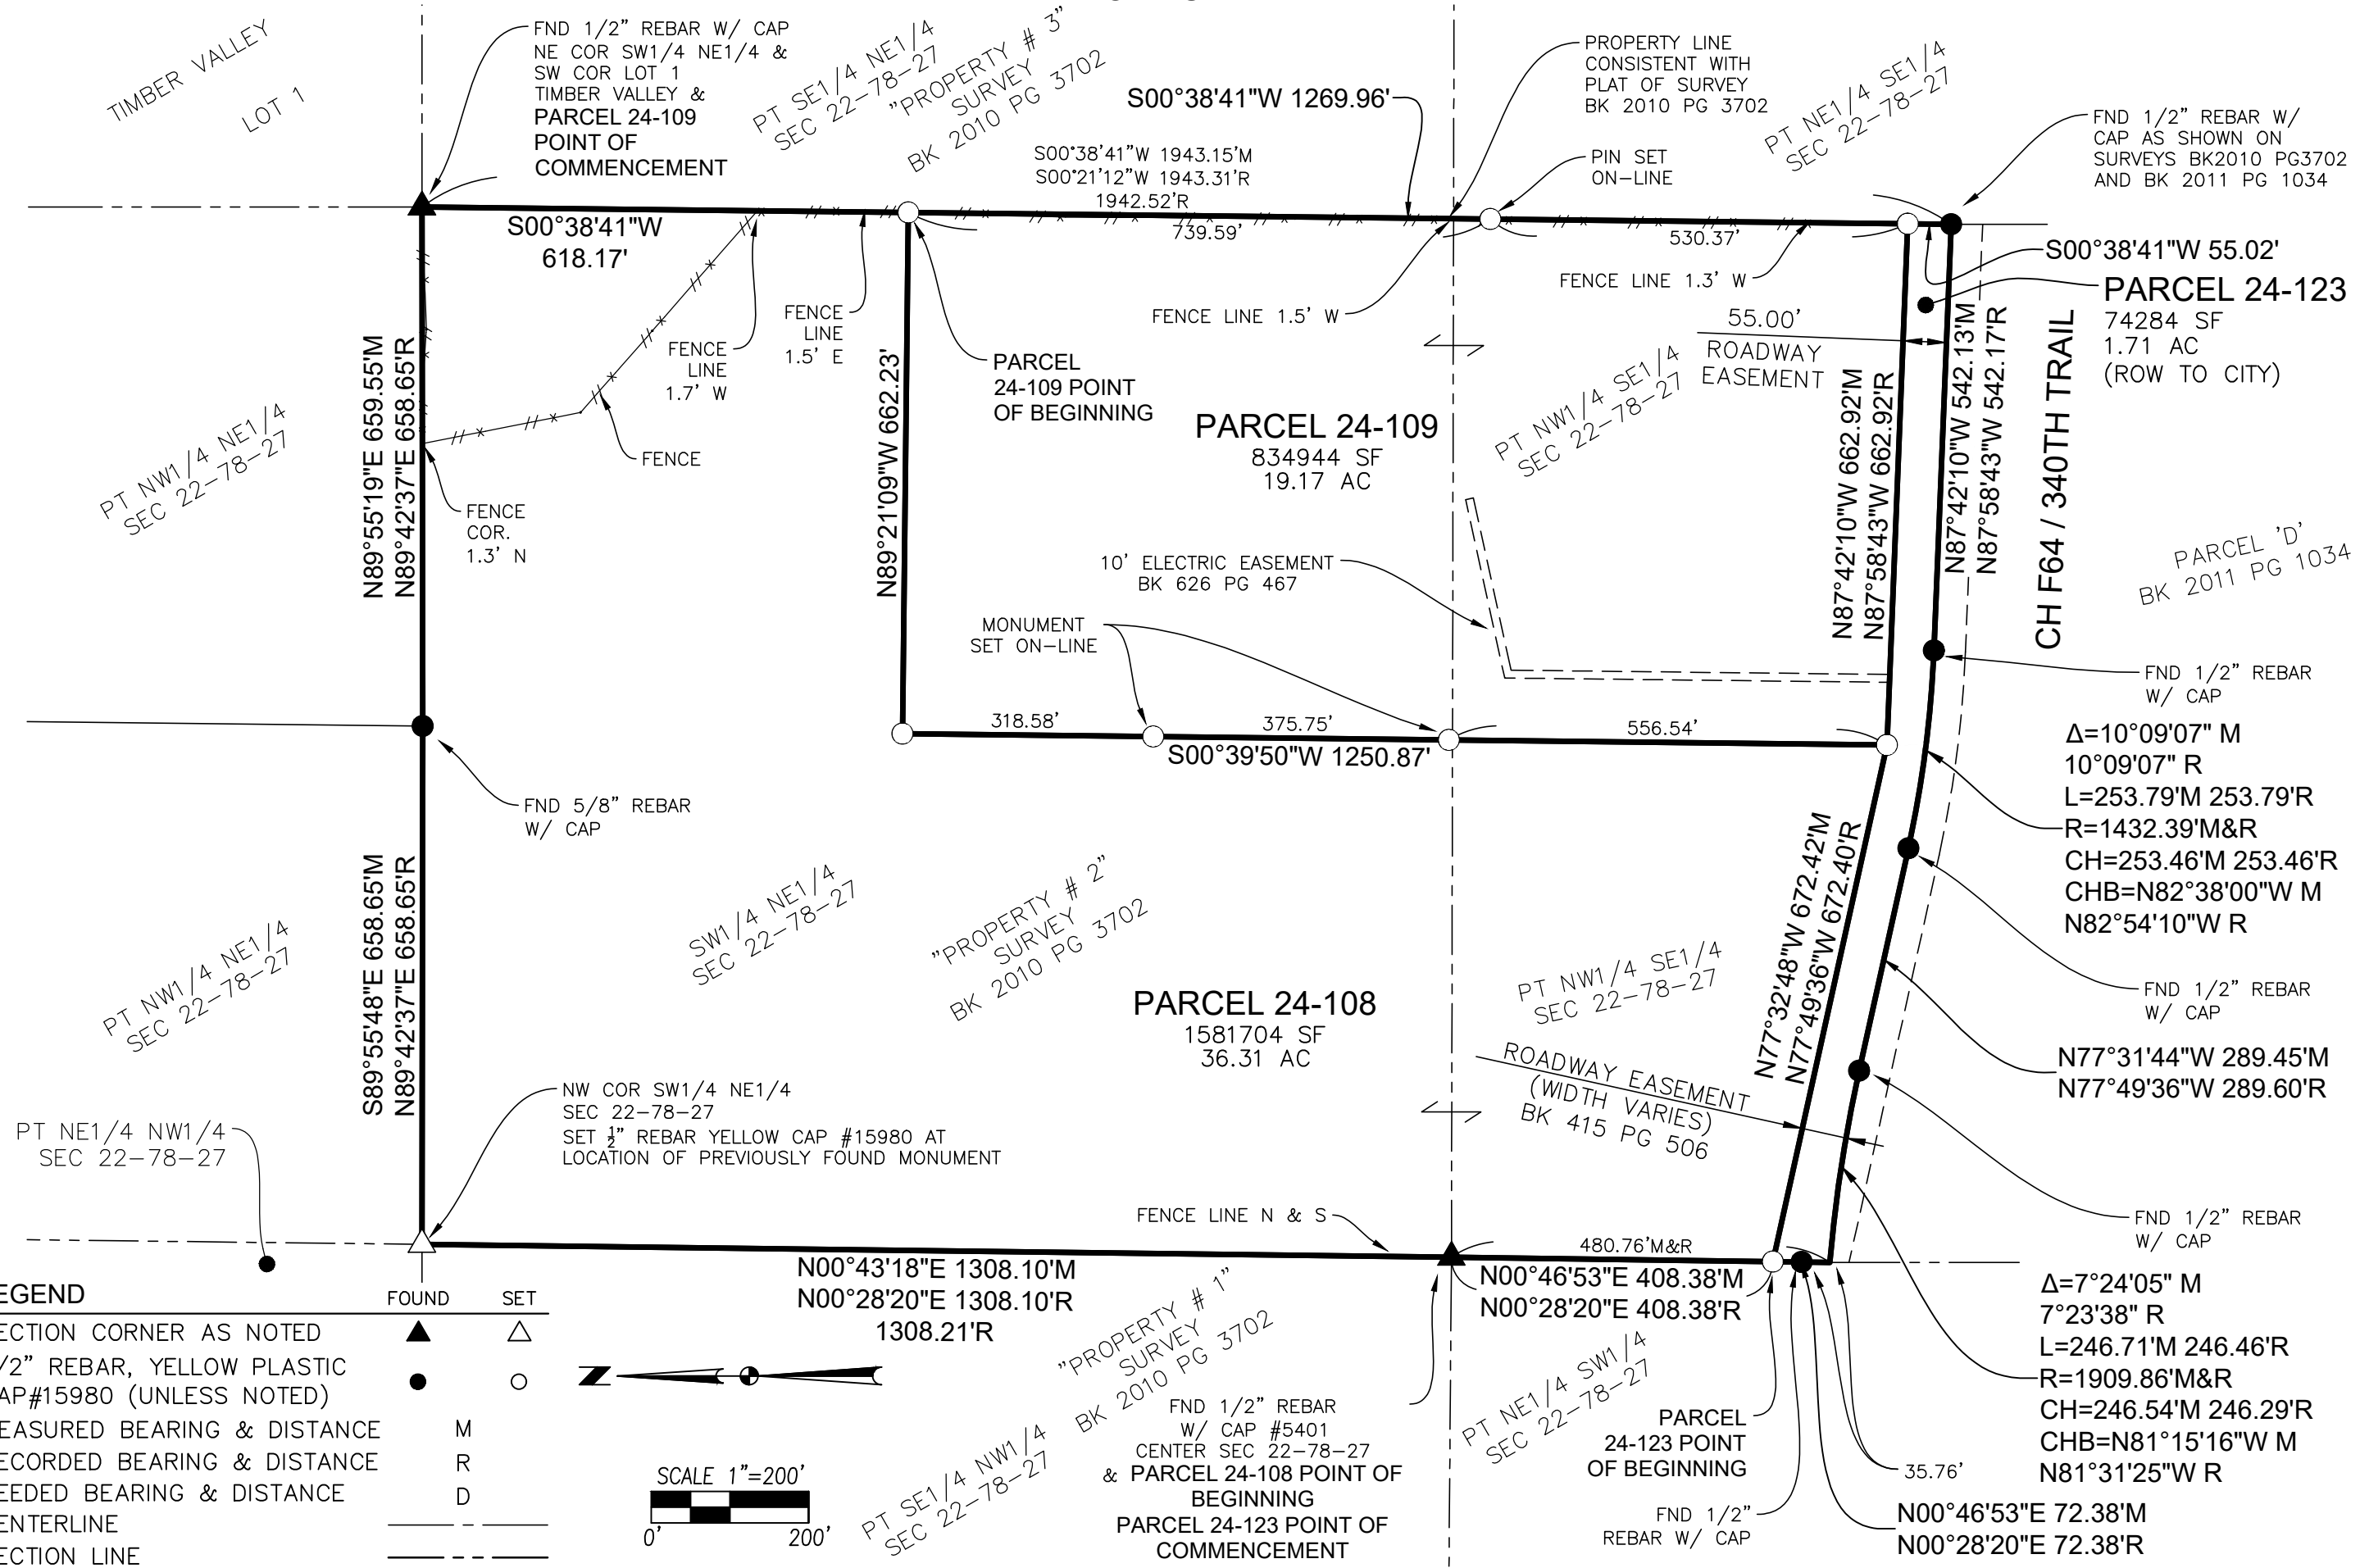 TIMBER VALLEY
LOT 1
FND 1/2" REBAR W/ CAP
NE COR SW1/4 NE1/4 &
SW COR LOT 1
TIMBER VALLEY &
PARCEL 24-109
POINT OF
COMMENCEMENT
PT SE1/4 NE1/4
SEC 22-78-27
"PROPERTY # 3"
SURVEY
BK 2010 PG 3702
S00°38'41"W 1269.96'
S00°38'41"W 1943.15'M
S00°21'12"W 1943.31'R
1942.52'R
PROPERTY LINE
CONSISTENT WITH
PLAT OF SURVEY
BK 2010 PG 3702
PIN SET
ON-LINE
PT NE1/4 SE1/4
SEC 22-78-27
FND 1/2" REBAR W/
CAP AS SHOWN ON
SURVEYS BK2010 PG3702
AND BK 2011 PG 1034
S00°38'41"W
618.17'
739.59'
530.37'
S00°38'41"W 55.02'
PARCEL 24-123
74284 SF
1.71 AC
(ROW TO CITY)
FENCE LINE 1.3' W
FENCE LINE 1.5' W
FENCE
LINE
1.5' E
FENCE
LINE
1.7' W
FENCE
FENCE
COR.
1.3' N
PARCEL
24-109 POINT
OF BEGINNING
55.00'
ROADWAY
EASEMENT
N89°55'19"E 659.55'M
N89°42'37"E 658.65'R
N89°21'09"W 662.23'
PARCEL 24-109
834944 SF
19.17 AC
PT NW1/4 SE1/4
SEC 22-78-27
N87°42'10"W 662.92'M
N87°58'43"W 662.92'R
N87°42'10"W 542.13'M
N87°58'43"W 542.17'R
CH F64 / 340TH TRAIL
PARCEL 'D'
BK 2011 PG 1034
PT NW1/4 NE1/4
SEC 22-78-27
10' ELECTRIC EASEMENT
BK 626 PG 467
MONUMENT
SET ON-LINE
318.58'
375.75'
556.54'
S00°39'50"W 1250.87'
FND 1/2" REBAR
W/ CAP
Δ=10°09'07" M
10°09'07" R
L=253.79'M 253.79'R
R=1432.39'M&R
CH=253.46'M 253.46'R
CHB=N82°38'00"W M
N82°54'10"W R
FND 5/8" REBAR
W/ CAP
S89°55'48"E 658.65'M
N89°42'37"E 658.65'R
SW1/4 NE1/4
SEC 22-78-27
"PROPERTY # 2"
SURVEY
BK 2010 PG 3702
PARCEL 24-108
1581704 SF
36.31 AC
PT NW1/4 SE1/4
SEC 22-78-27
N77°32'48"W 672.42'M
N77°49'36"W 672.40'R
FND 1/2" REBAR
W/ CAP
N77°31'44"W 289.45'M
N77°49'36"W 289.60'R
PT NW1/4 NE1/4
SEC 22-78-27
PT NE1/4 NW1/4
SEC 22-78-27
NW COR SW1/4 NE1/4
SEC 22-78-27
SET 1/2" REBAR YELLOW CAP #15980 AT
LOCATION OF PREVIOUSLY FOUND MONUMENT
ROADWAY EASEMENT
(WIDTH VARIES)
BK 415 PG 506
FND 1/2" REBAR
W/ CAP
FENCE LINE N & S
480.76'M&R
N00°43'18"E 1308.10'M
N00°28'20"E 1308.10'R
1308.21'R
N00°46'53"E 408.38'M
N00°28'20"E 408.38'R
Δ=7°24'05" M
7°23'38" R
L=246.71'M 246.46'R
R=1909.86'M&R
CH=246.54'M 246.29'R
CHB=N81°15'16"W M
N81°31'25"W R
EGEND FOUND SET
ECTION CORNER AS NOTED
/2" REBAR, YELLOW PLASTIC
AP#15980 (UNLESS NOTED)
EASURED BEARING & DISTANCE M
ECORDED BEARING & DISTANCE R
EEDED BEARING & DISTANCE D
ENTERLINE
ECTION LINE
Z
SCALE 1"=200'
0' 200'
"PROPERTY # 1"
SURVEY
BK 2010 PG 3702
PT SE1/4 NW1/4
SEC 22-78-27
FND 1/2" REBAR
W/ CAP #5401
CENTER SEC 22-78-27
& PARCEL 24-108 POINT OF
BEGINNING
PARCEL 24-123 POINT OF
COMMENCEMENT
PT NE1/4 SW1/4
SEC 22-78-27
PARCEL
24-123 POINT
OF BEGINNING
FND 1/2"
REBAR W/ CAP
35.76'
N00°46'53"E 72.38'M
N00°28'20"E 72.38'R